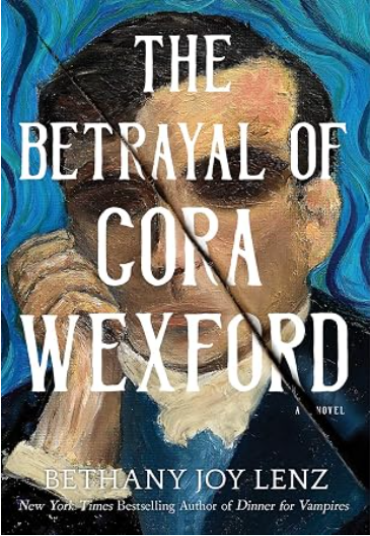 THE
BETRAYAL OF
CORA
WEXFORD
A NOVEL
BETHANY JOY LENZ
New York Times Bestselling Author of Dinner for Vampires